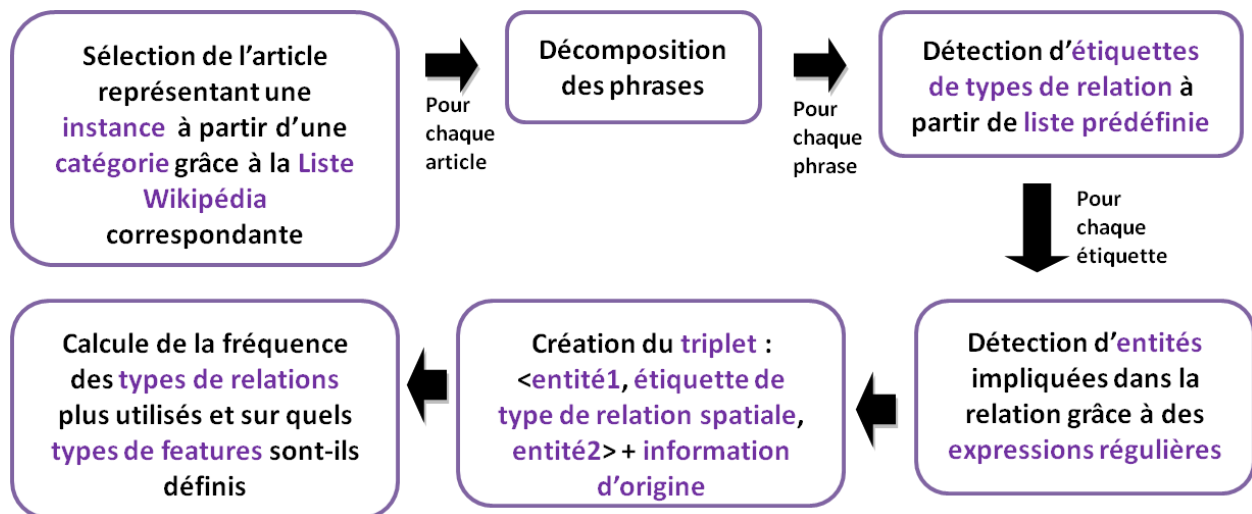 Sélection de l’article
représentant une
instance à partir d’une
catégorie grâce à la Liste
Wikipédia
correspondante
Pour
chaque
article
Décomposition
des phrases
Pour
chaque
phrase
Détection d’étiquettes
de types de relation à
partir de liste prédéfinie
Pour
chaque
étiquette
Détection d’entités
impliquées dans la
relation grâce à des
expressions régulières
Création du triplet :
<entité1, étiquette de
type de relation spatiale,
entité2> + information
d’origine
Calcule de la fréquence
des types de relations
plus utilisés et sur quels
types de features sont-ils
définis